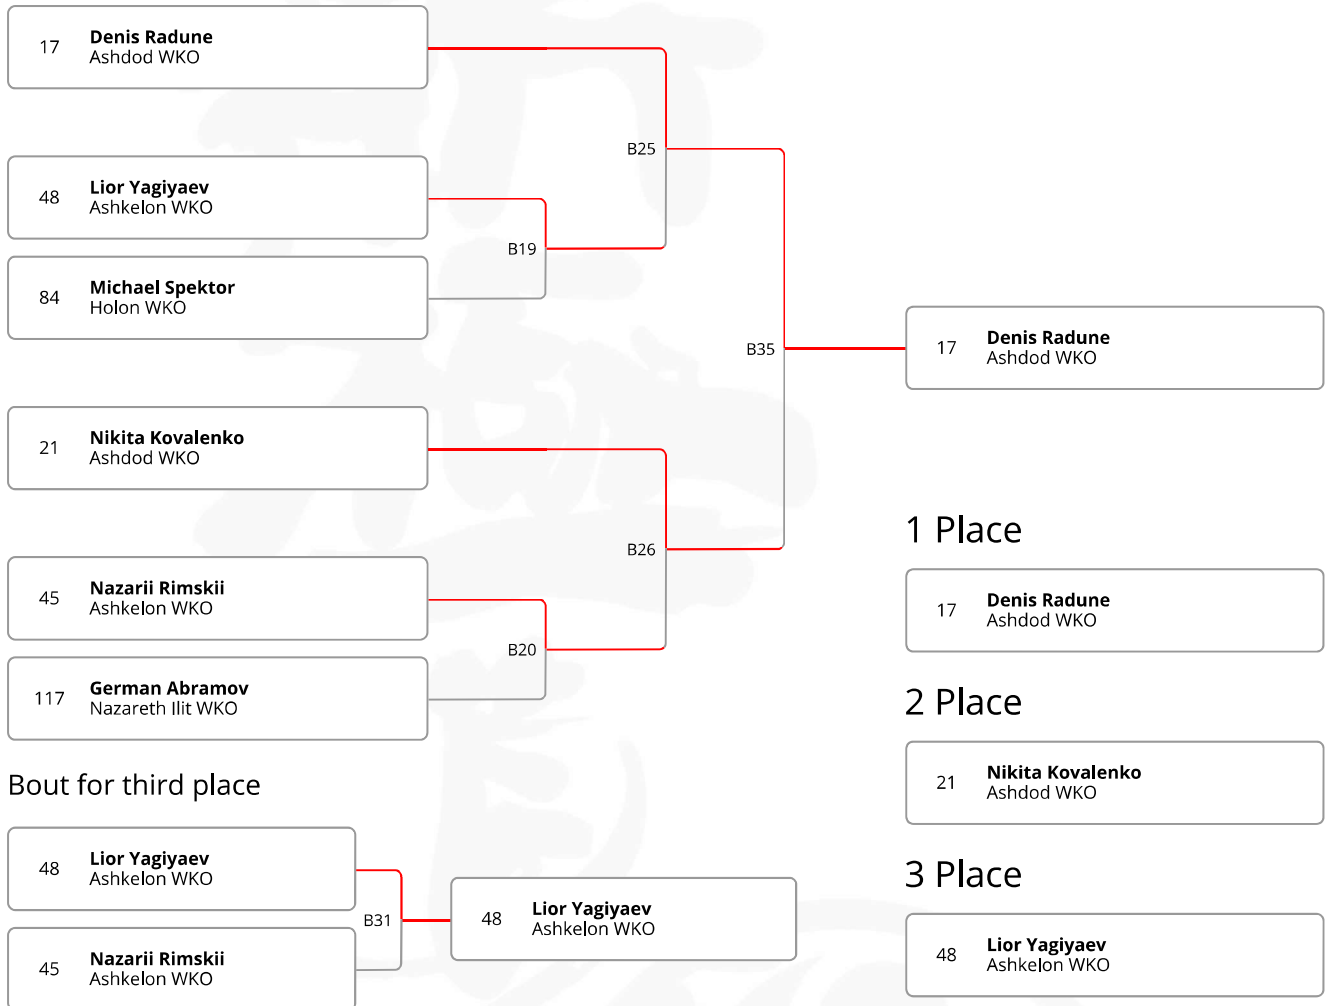 17 Denis Radune
Ashdod WKO
B25
48 Lior Yagiyaev
Ashkelon WKO
B19
84 Michael Spektor
Holon WKO
B35
17 Denis Radune
Ashdod WKO
21 Nikita Kovalenko
Ashdod WKO
B26
45 Nazarii Rimskii
Ashkelon WKO
B20
117 German Abramov
Nazareth Ilit WKO
1 Place
17 Denis Radune
Ashdod WKO
2 Place
21 Nikita Kovalenko
Ashdod WKO
3 Place
48 Lior Yagiyaev
Ashkelon WKO
Bout for third place
48 Lior Yagiyaev
Ashkelon WKO
B31
45 Nazarii Rimskii
Ashkelon WKO
48 Lior Yagiyaev
Ashkelon WKO